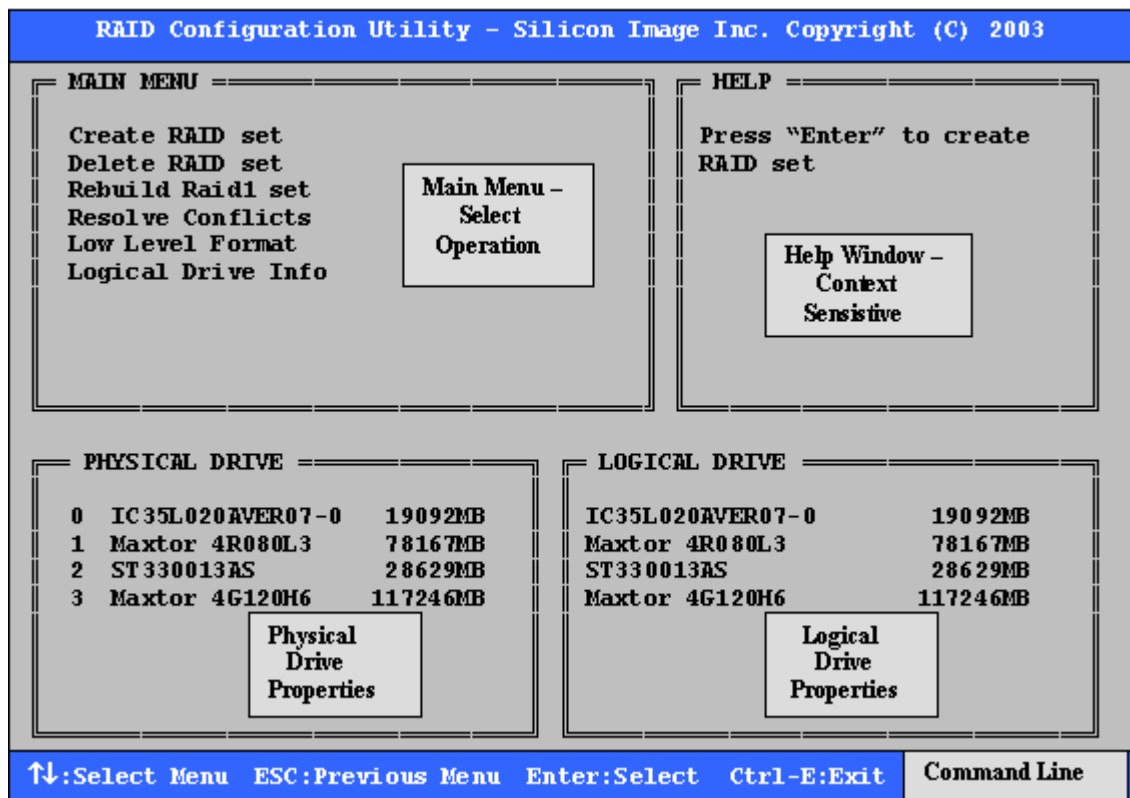 RAID Configuration Utility - Silicon Image Inc. Copyright (C) 2003
MAIN MENU
Create RAID set
Delete RAID set
Rebuild Raid1 set
Resolve Conflicts
Low Level Format
Logical Drive Info
Main Menu –
Select
Operation
HELP
Press "Enter" to create
RAID set
Help Window –
Context
Sensistive
PHYSICAL DRIVE
0 IC35L020AVER07-0 19092MB
1 Maxtor 4R080L3 78167MB
2 ST330013AS 28629MB
3 Maxtor 4G120H6 117246MB
Physical
Drive
Properties
LOGICAL DRIVE
IC35L020AVER07-0 19092MB
Maxtor 4R080L3 78167MB
ST330013AS 28629MB
Maxtor 4G120H6 117246MB
Logical
Drive
Properties
↑↓:Select Menu ESC:Previous Menu Enter:Select Ctrl-E:Exit
Command Line